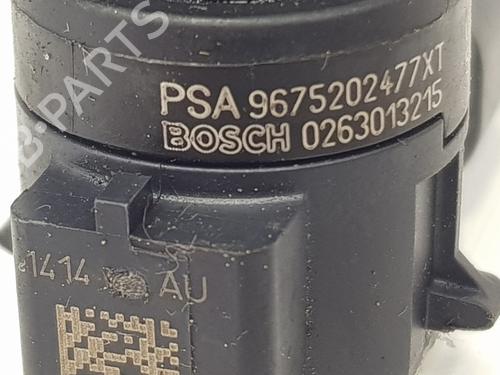 B-PARTS
PSA 9675202477XT
BOSCH 0263013215
1414 AU